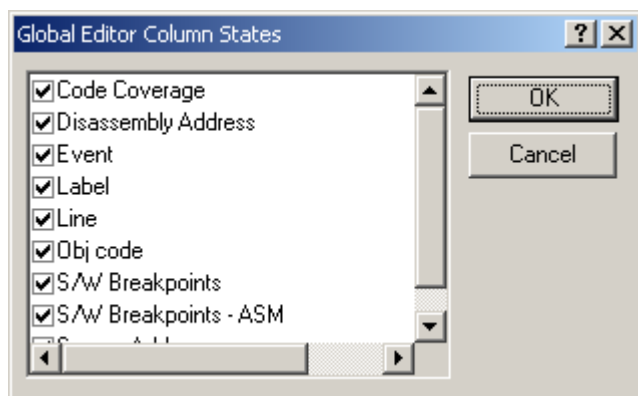 Global Editor Column States
Code Coverage
OK
Disassembly Address
Event
Cancel
Label
Line
Obj code
S/W Breakpoints
S/W Breakpoints - ASM